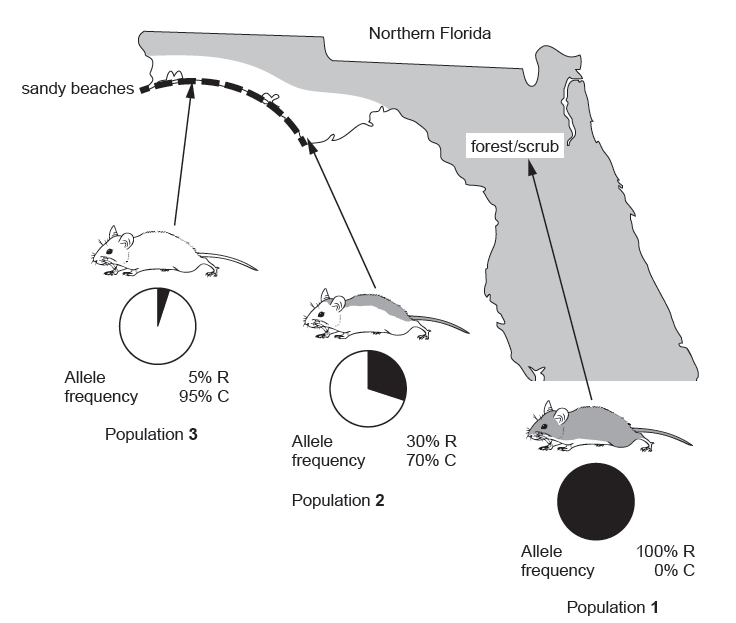 Northern Florida
sandy beaches
forest/scrub
Allele 5% R
frequency 95% C
Population 3
Allele 30% R
frequency 70% C
Population 2
Allele 100% R
frequency 0% C
Population 1